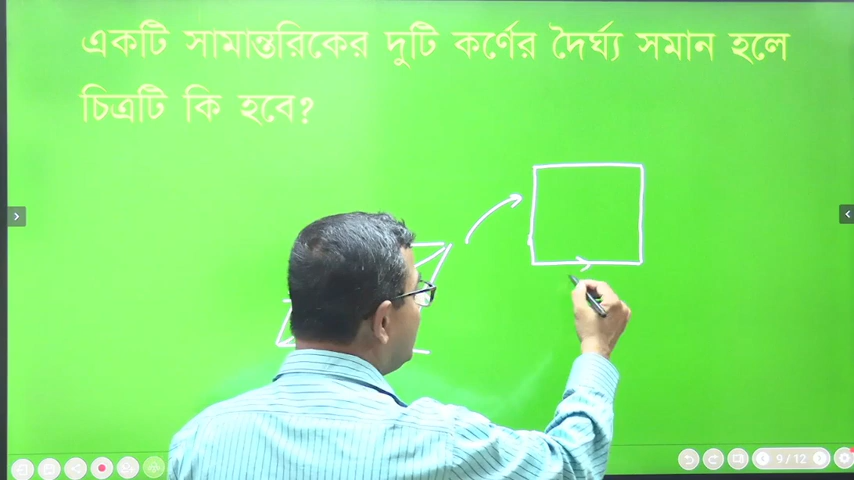 একটি সামান্তরিকের দুটি কর্ণের দৈর্ঘ্য সমান হলে
চিত্রটি কি হবে?
9 / 12